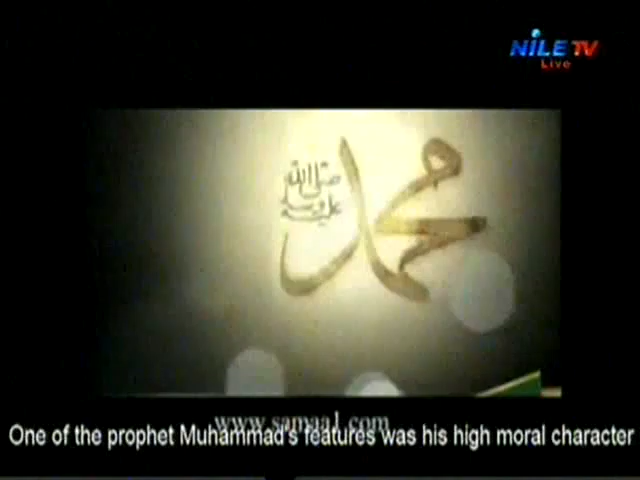 NiLE TV
Live
محمد
صلى الله
عليه وسلم
www.samaa1.com
One of the prophet Muhammad's features was his high moral character